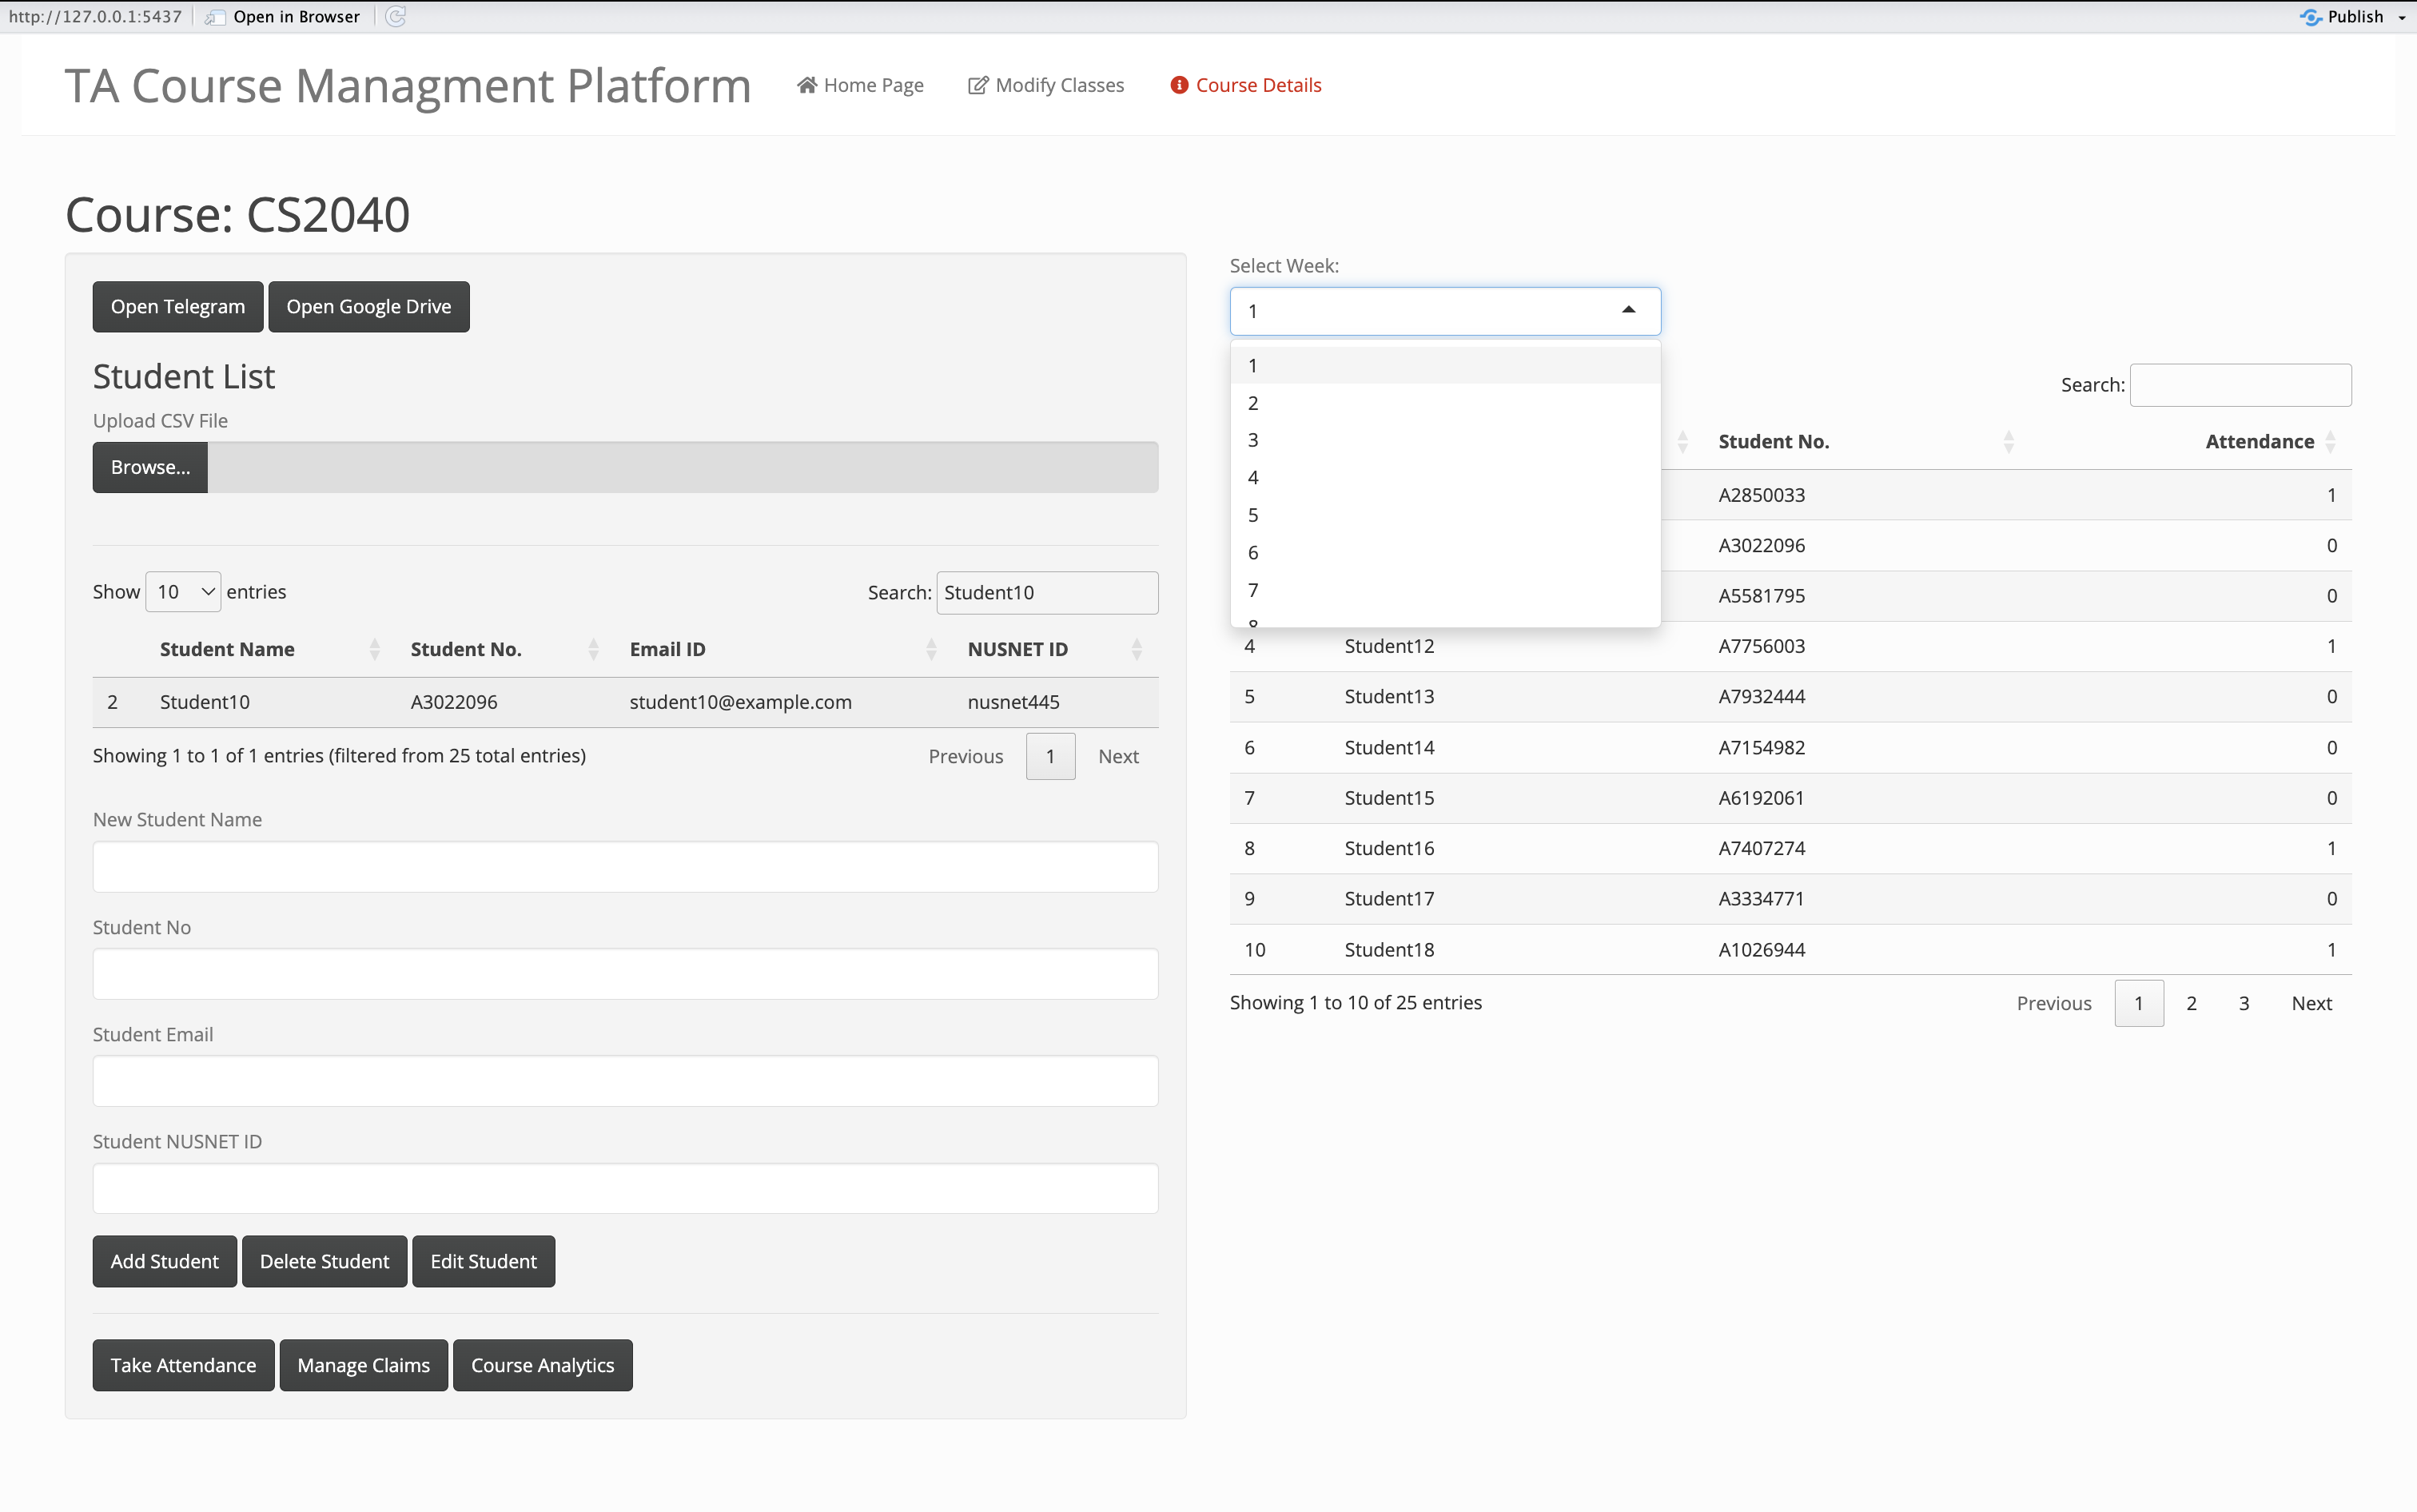 http://127.0.0.1:5437 Open in Browser Publish
TA Course Managment Platform Home Page Modify Classes Course Details
Course: CS2040
Open Telegram Open Google Drive
Student List
Upload CSV File
Browse...
Show 10 entries Search: Student10
Student Name Student No. Email ID NUSNET ID
2 Student10 A3022096 student10@example.com nusnet445
Showing 1 to 1 of 1 entries (filtered from 25 total entries) Previous 1 Next
New Student Name
Student No
Student Email
Student NUSNET ID
Add Student Delete Student Edit Student
Take Attendance Manage Claims Course Analytics
Select Week:
1
1
2
3
4
5
6
7
8
Search:
Student No. Attendance
A2850033 1
A3022096 0
A5581795 0
4 Student12 A7756003 1
5 Student13 A7932444 0
6 Student14 A7154982 0
7 Student15 A6192061 0
8 Student16 A7407274 1
9 Student17 A3334771 0
10 Student18 A1026944 1
Showing 1 to 10 of 25 entries Previous 1 2 3 Next